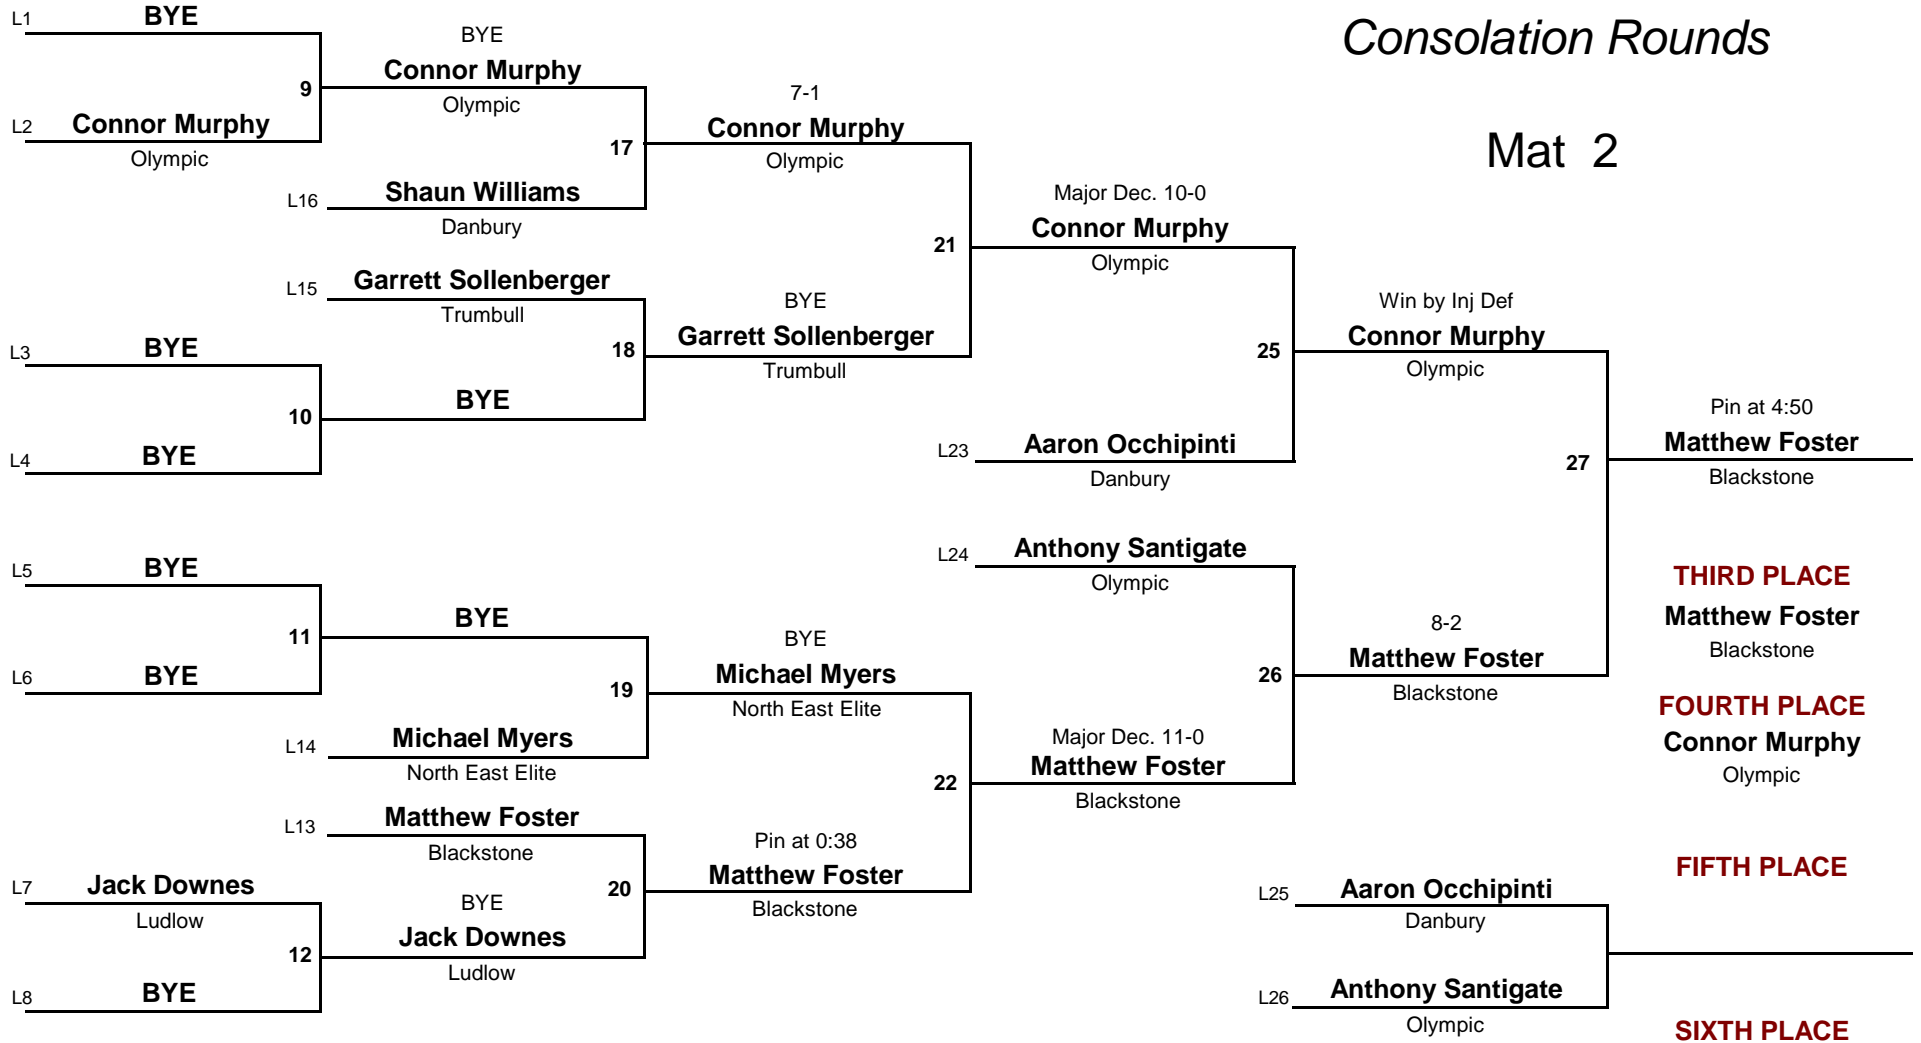 Consolation Rounds
Mat 2
L1
BYE
9
L2
Connor Murphy
Olympic
BYE
Connor Murphy
Olympic
17
L16
Shaun Williams
Danbury
7-1
Connor Murphy
Olympic
21
L15
Garrett Sollenberger
Trumbull
18
L3
BYE
10
L4
BYE
BYE
BYE
Garrett Sollenberger
Trumbull
Major Dec. 10-0
Connor Murphy
Olympic
25
L23
Aaron Occhipinti
Danbury
Win by Inj Def
Connor Murphy
Olympic
27
Pin at 4:50
Matthew Foster
Blackstone
L5
BYE
11
L6
BYE
BYE
19
L14
Michael Myers
North East Elite
BYE
Michael Myers
North East Elite
22
L13
Matthew Foster
Blackstone
20
L7
Jack Downes
Ludlow
12
L8
BYE
BYE
Jack Downes
Ludlow
Pin at 0:38
Matthew Foster
Blackstone
L24
Anthony Santigate
Olympic
26
Major Dec. 11-0
Matthew Foster
Blackstone
8-2
Matthew Foster
Blackstone
THIRD PLACE
Matthew Foster
Blackstone
FOURTH PLACE
Connor Murphy
Olympic
L25
Aaron Occhipinti
Danbury
L26
Anthony Santigate
Olympic
FIFTH PLACE
SIXTH PLACE